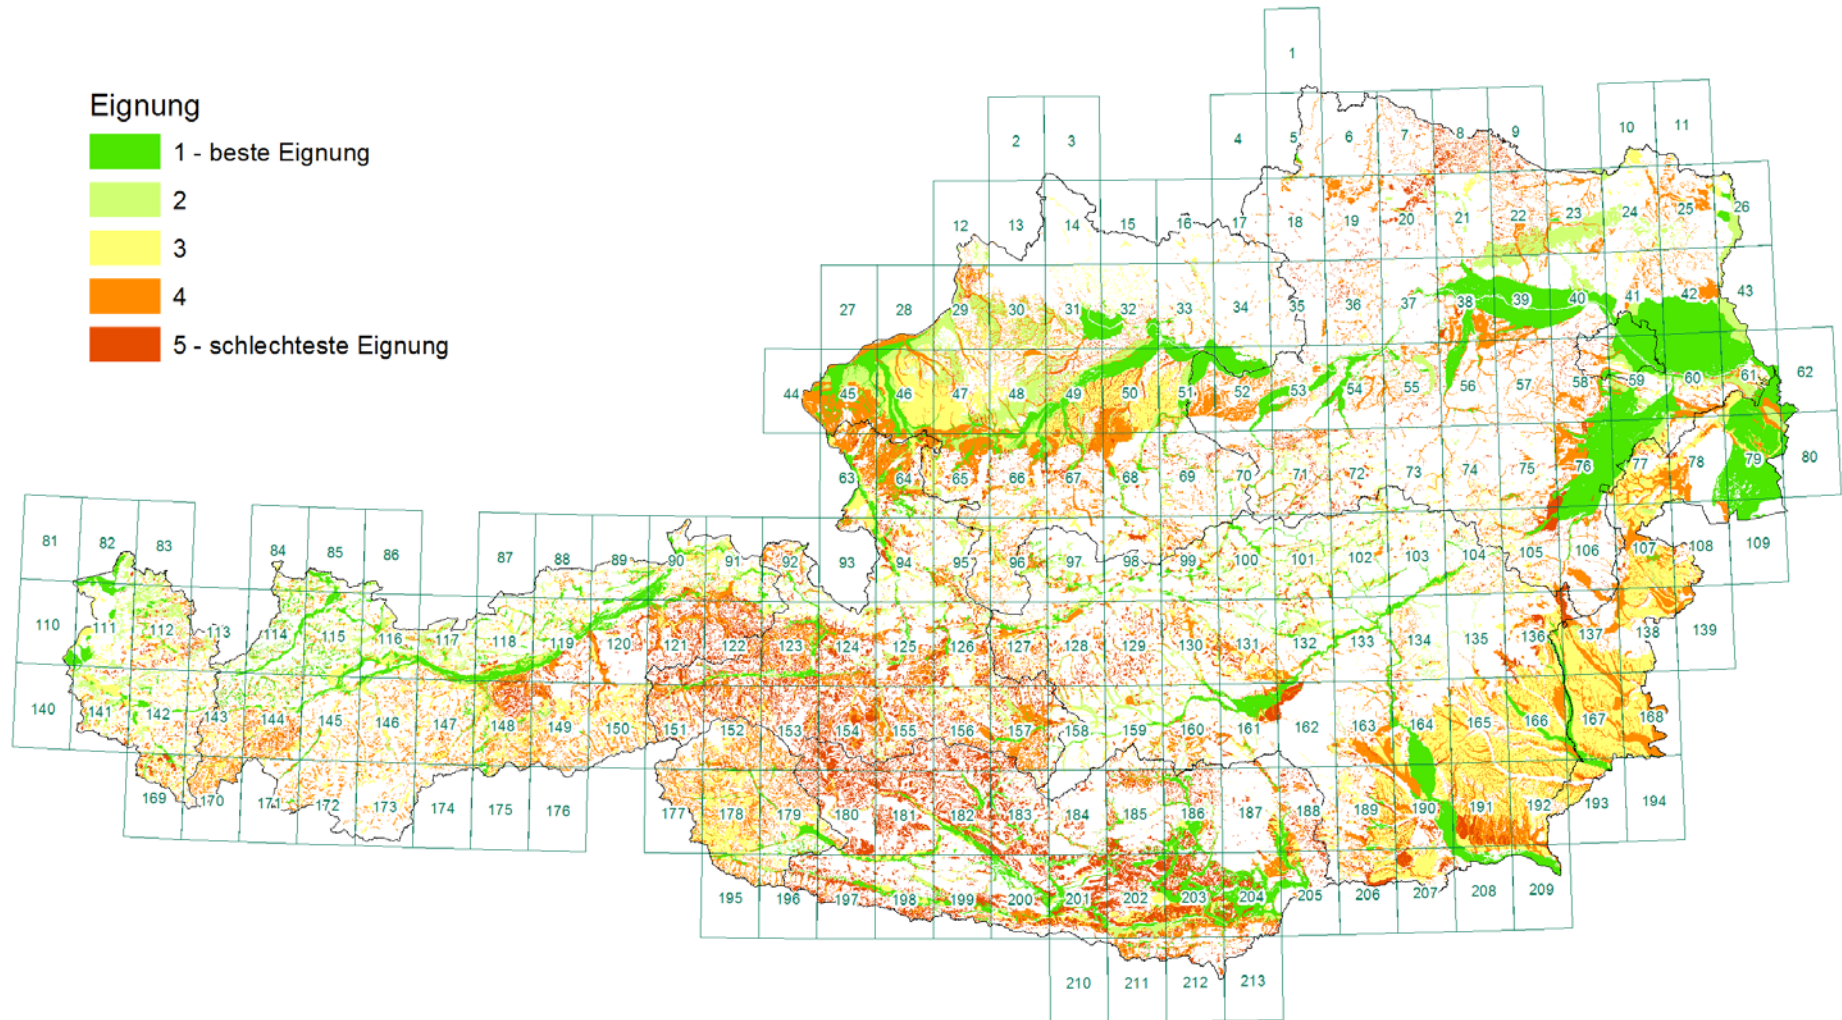 Eignung
1 - beste Eignung
2
3
4
5 - schlechteste Eignung
1
2 3 4 5 6 7 8 9 10 11
12 13 14 15 16 17 18 19 20 21 22 23 24 25 26
27 28 29 30 31 32 33 34 35 36 37 38 39 40 41 42 43
44 45 46 47 48 49 50 51 52 53 54 55 56 57 58 59 60 61 62
63 64 65 66 67 68 69 70 71 72 73 74 75 76 77 78 79 80
81 82 83 84 85 86 87 88 89 90 91 92 93 94 95 96 97 98 99 100 101 102 103 104 105 106 107 108 109
110 111 112 113 114 115 116 117 118 119 120 121 122 123 124 125 126 127 128 129 130 131 132 133 134 135 136 137 138 139
140 141 142 143 144 145 146 147 148 149 150 151 152 153 154 155 156 157 158 159 160 161 162 163 164 165 166 167 168
169 170 171 172 173 174 175 176 177 178 179 180 181 182 183 184 185 186 187 188 189 190 191 192 193 194
195 196 197 198 199 200 201 202 203 204 205 206 207 208 209
210 211 212 213